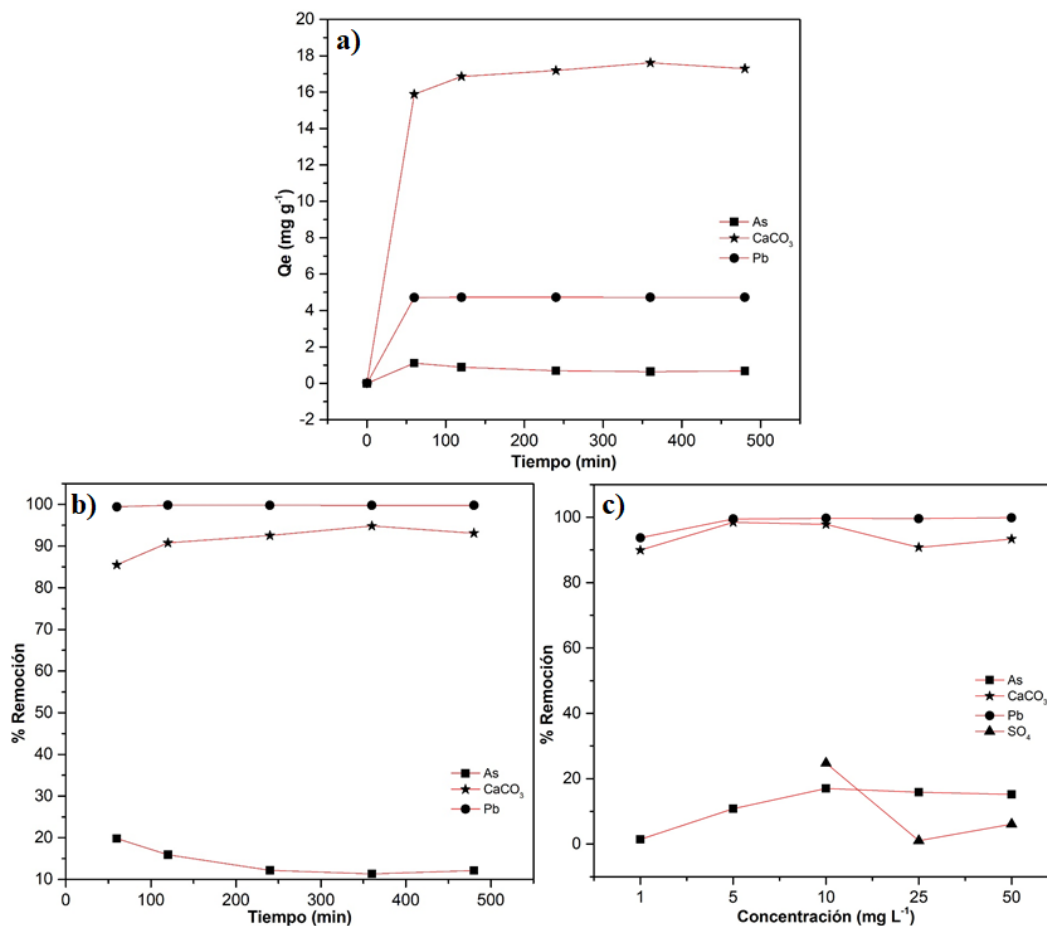 a)
20
18
16
14
12
10
8
6
4
2
0
-2
Qe (mg g⁻¹)
As
CaCO₃
Pb
0 100 200 300 400 500
Tiempo (min)
b)
100
90
80
70
60
50
40
30
20
10
% Remoción
As
CaCO₃
Pb
0 100 200 300 400 500
Tiempo (min)
c)
100
80
60
40
20
0
% Remoción
As
CaCO₃
Pb
SO₄
1 5 10 25 50
Concentración (mg L⁻¹)